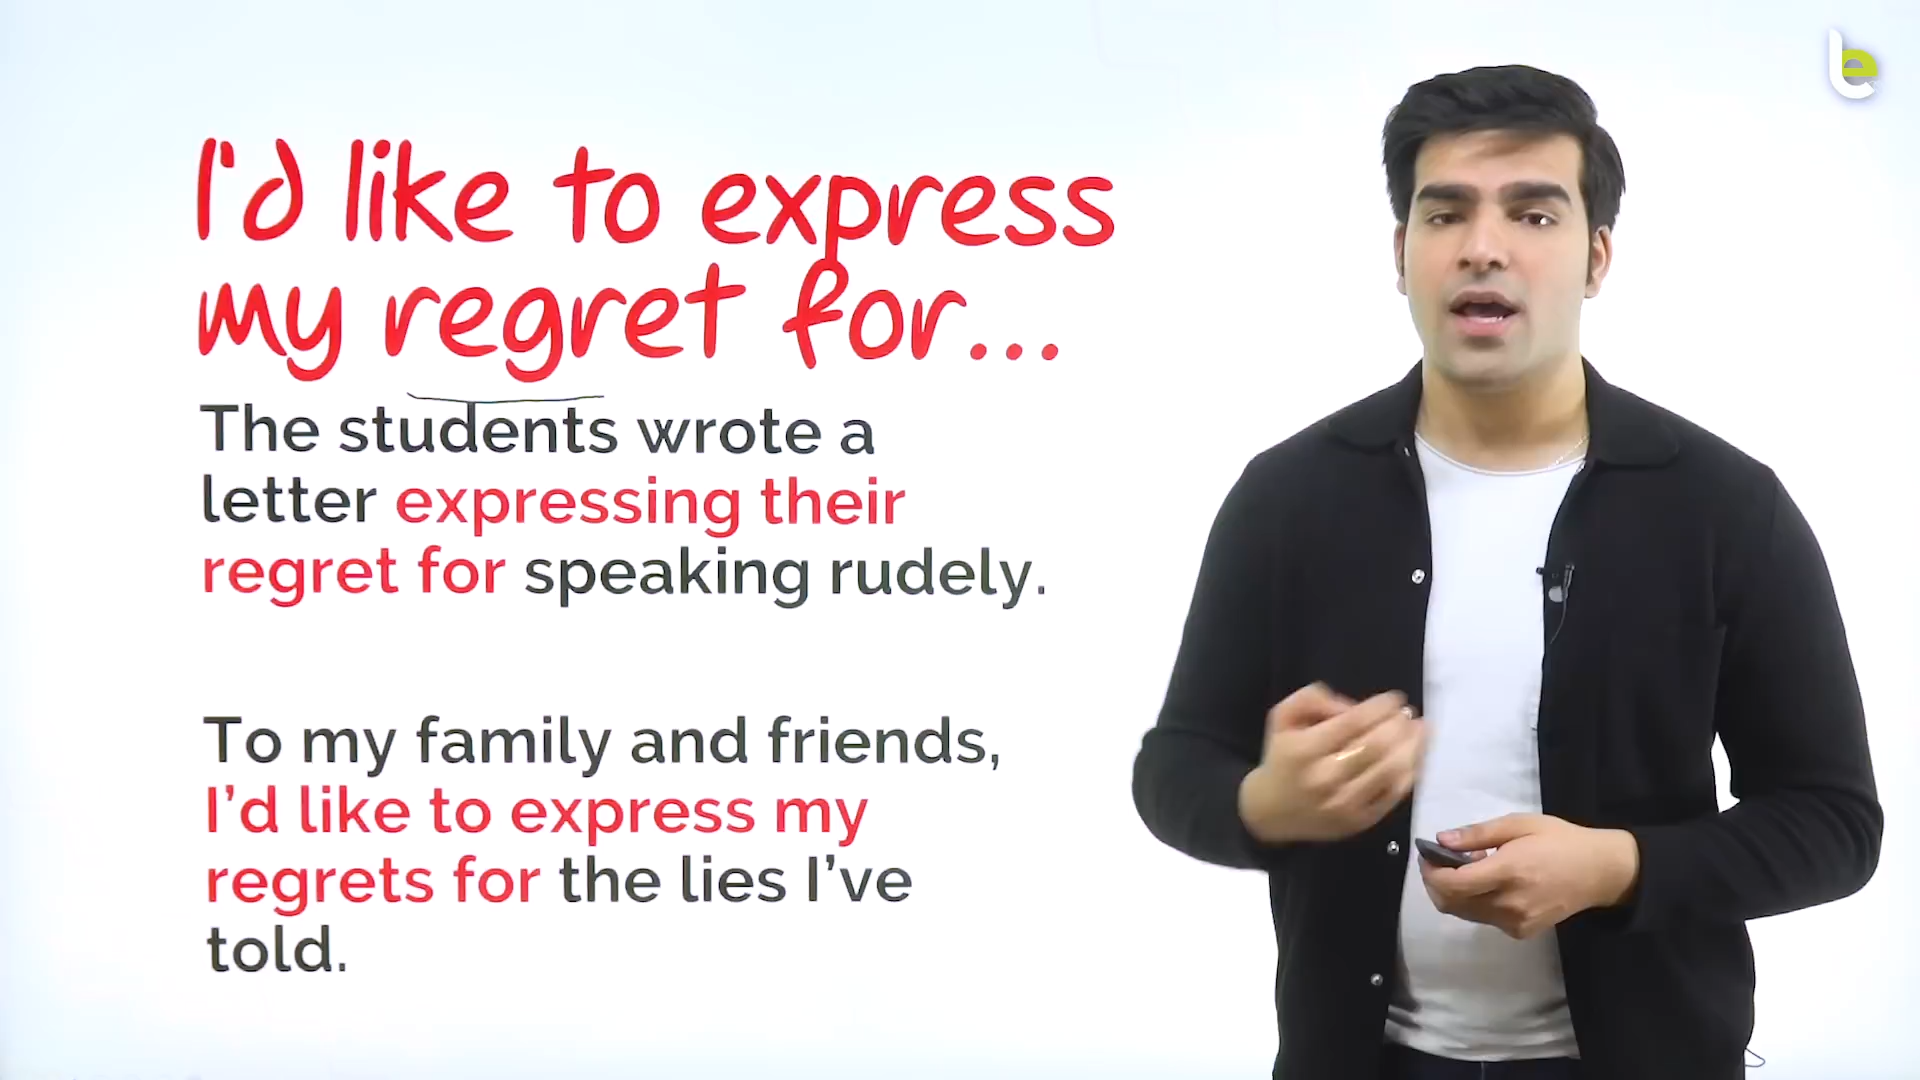 I'd like to express
my regret for...
The students wrote a
letter expressing their
regret for speaking rudely.
To my family and friends,
I’d like to express my
regrets for the lies I’ve
told.